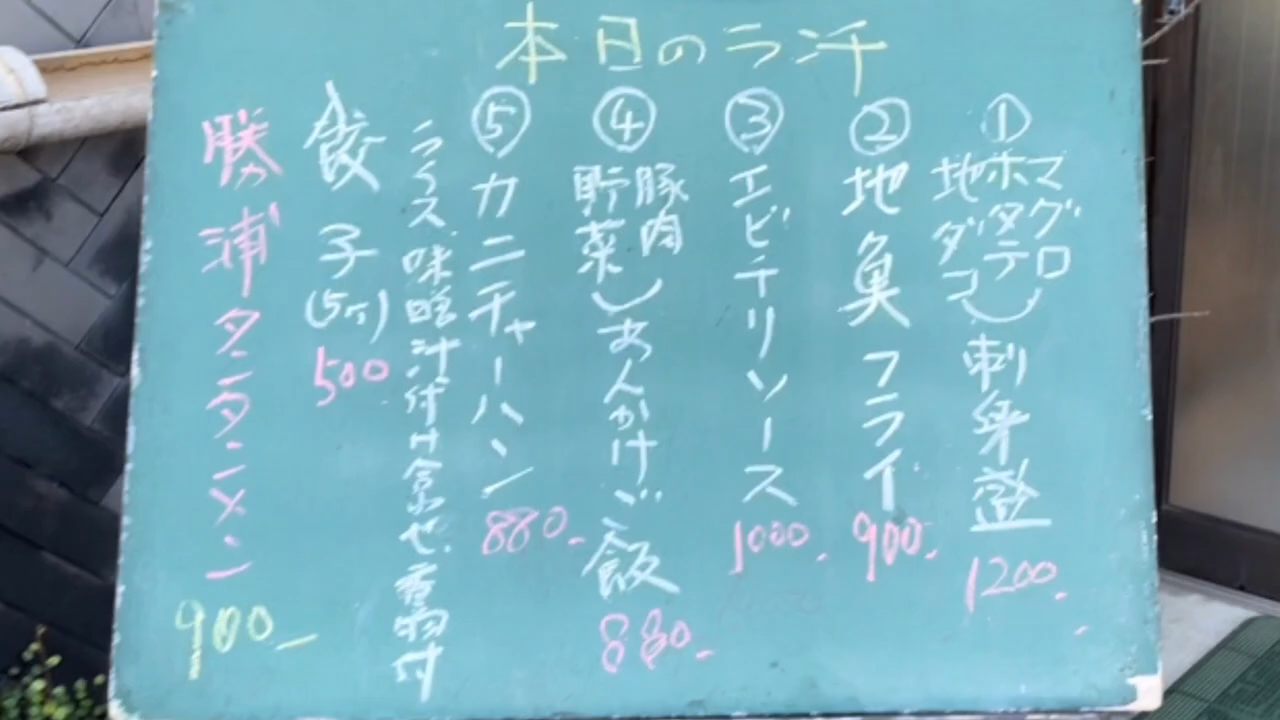 本日のランチ
① マグロ ホタテ 地ダコ 刺身盛 1200.-
② 地魚フライ 900.-
③ エビチリソース 1000.
④ 豚肉 野菜 あんかけご飯 880.-
⑤ カニチャーハン 880.-
ライス、味噌汁付け合わせ、香物付
餃子(5ケ) 500
勝浦タンタンメン 900-